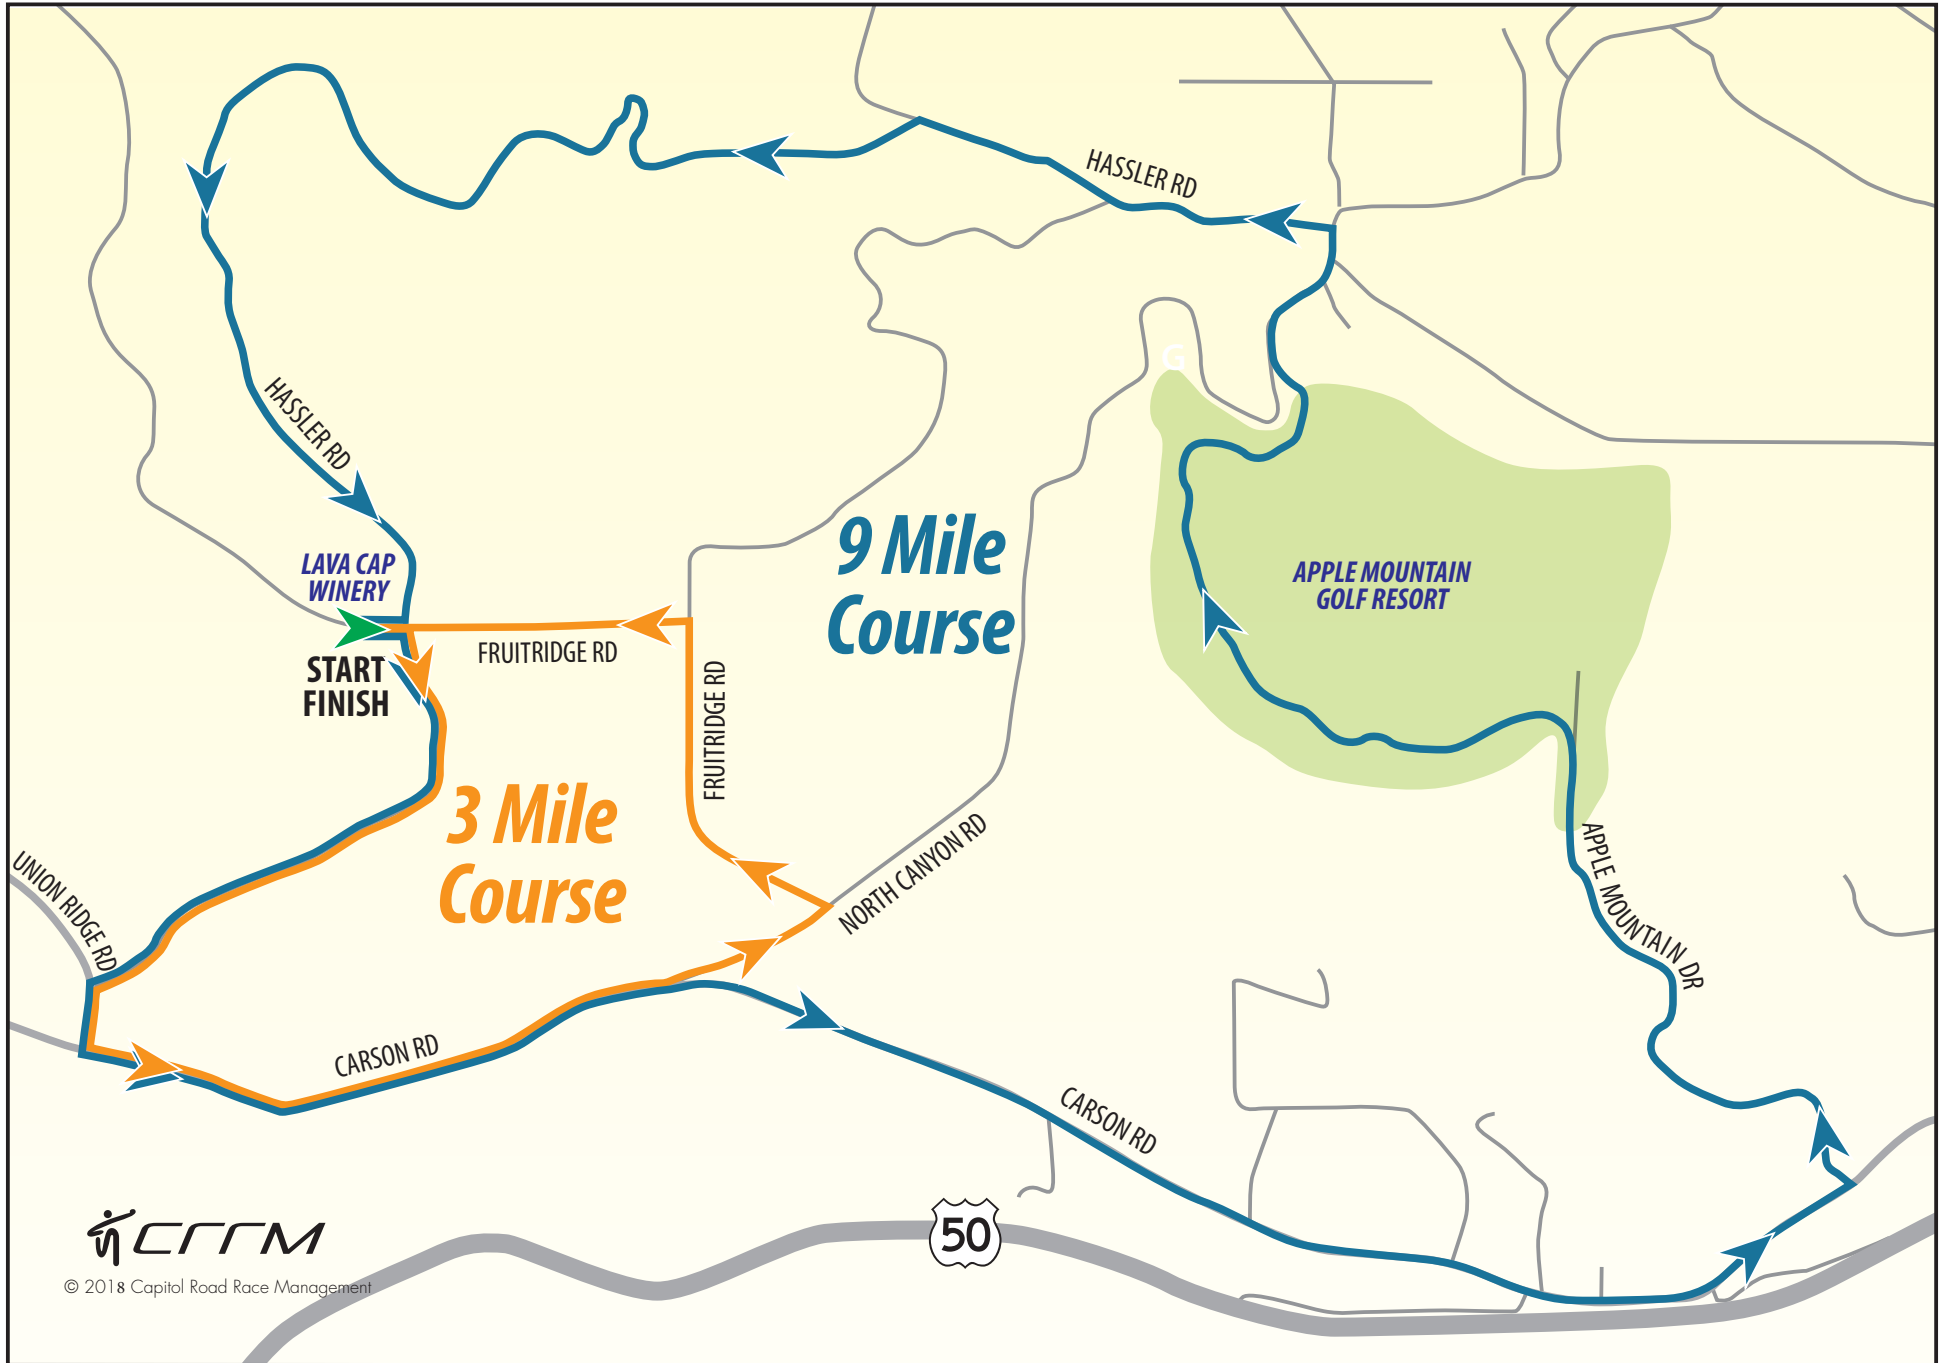 HASSLER RD
G
HASSLER RD
9 Mile
Course
LAVA CAP
WINERY
APPLE MOUNTAIN
GOLF RESORT
START
FINISH
FRUITRIDGE RD
FRUITRIDGE RD
3 Mile
Course
NORTH CANYON RD
APPLE MOUNTAIN DR
UNION RIDGE RD
CARSON RD
CARSON RD
50
crrm
© 2018 Capitol Road Race Management